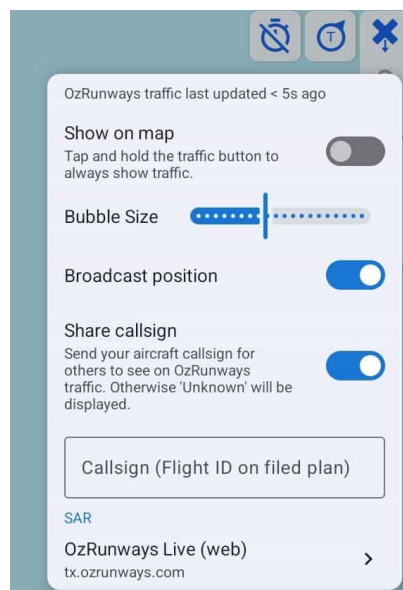 T
OzRunways traffic last updated < 5s ago
Show on map
Tap and hold the traffic button to
always show traffic.
Bubble Size
Broadcast position
Share callsign
Send your aircraft callsign for
others to see on OzRunways
traffic. Otherwise 'Unknown' will be
displayed.
Callsign (Flight ID on filed plan)
SAR
OzRunways Live (web)
tx.ozrunways.com